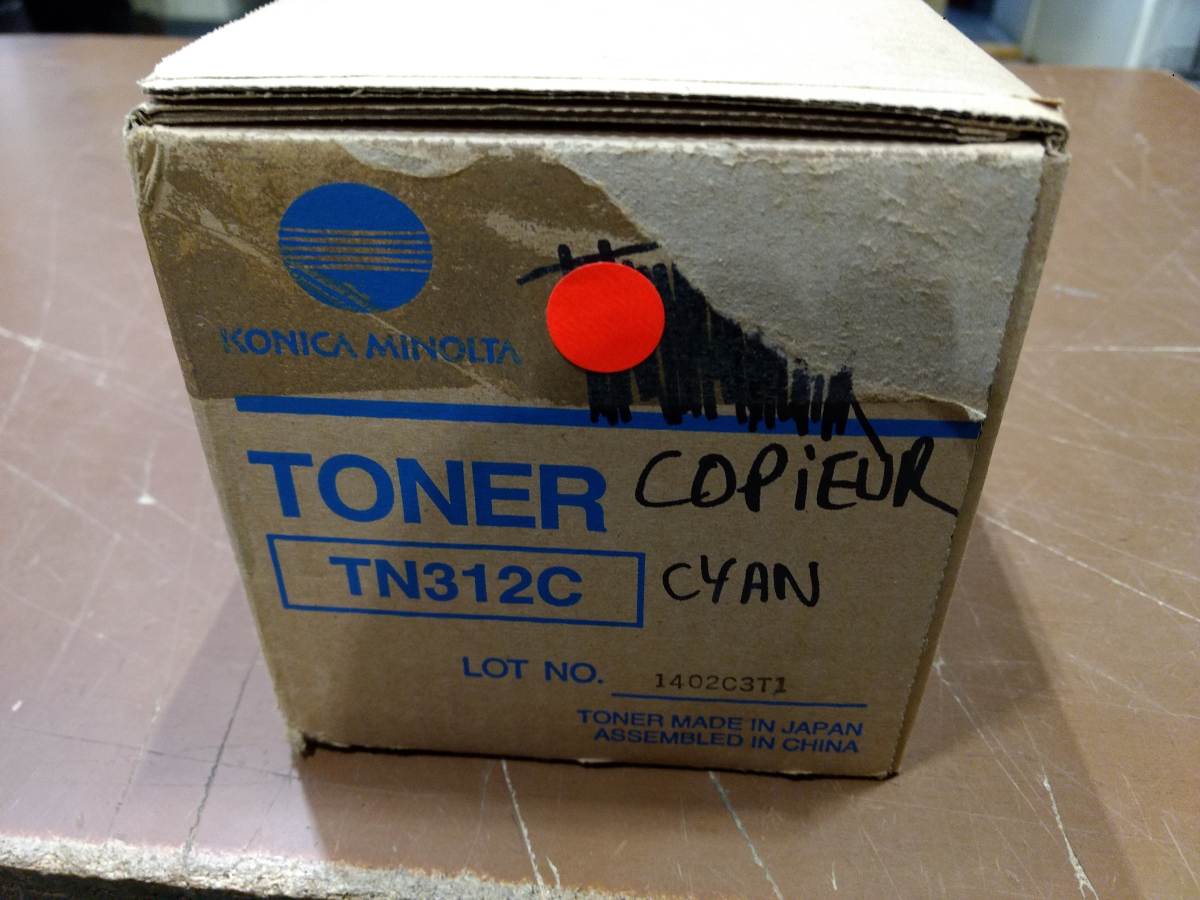 KONICA MINOLTA
TONER COPiEUR
TN312C CYAN
LOT NO. 1402C3T1
TONER MADE IN JAPAN
ASSEMBLED IN CHINA